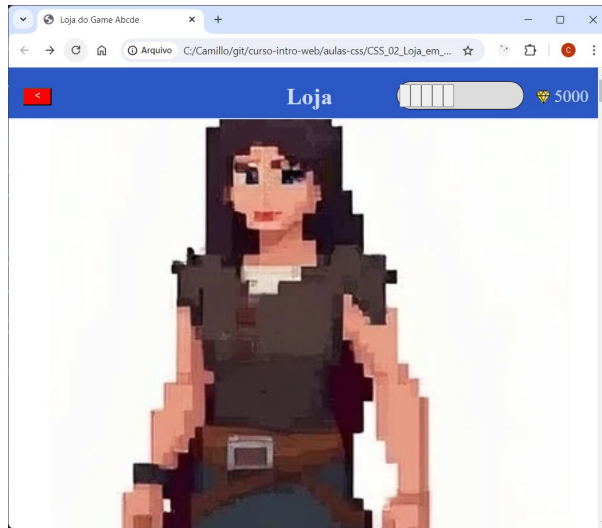 Loja do Game Abcde
Arquivo C:/Camillo/git/curso-intro-web/aulas-css/CSS_02_Loja_em_... C
< Loja 5000